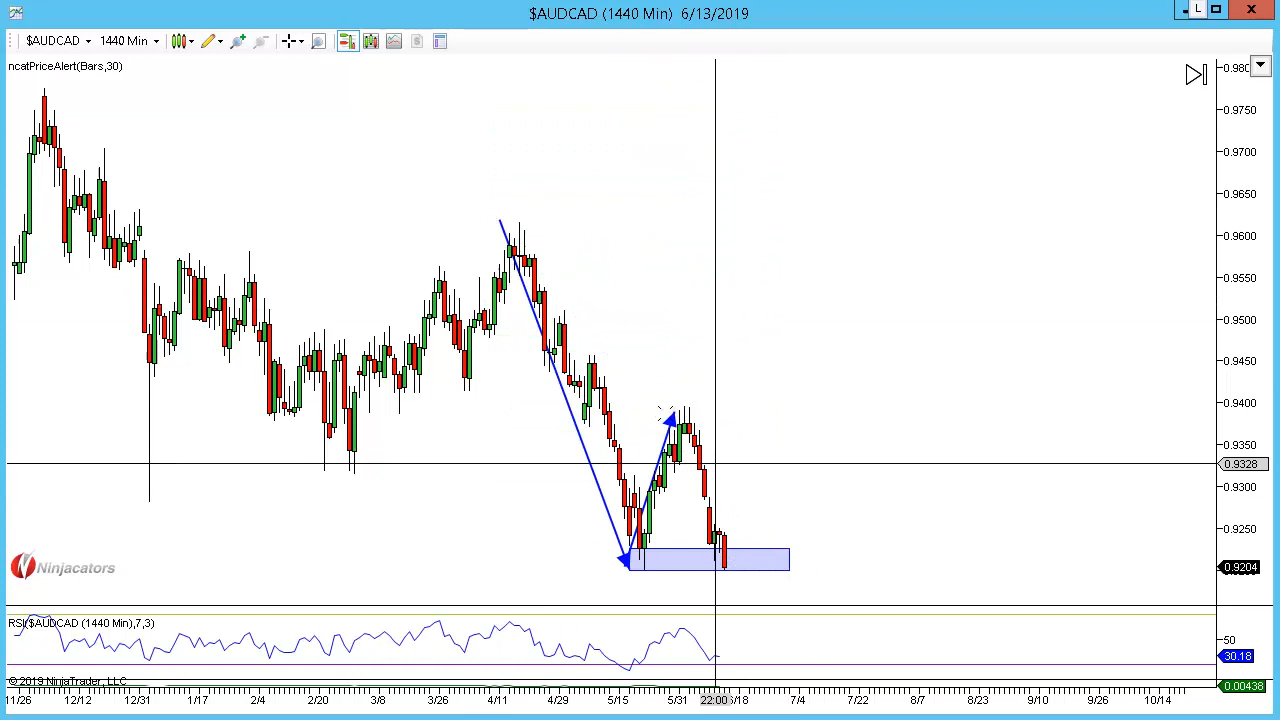 $AUDCAD (1440 Min)  6/13/2019
L X
$AUDCAD 1440 Min
ncatPriceAlert(Bars,30)
0.980
0.9750
0.9700
0.9650
0.9600
0.9550
0.9500
0.9450
0.9400
0.9350
0.9328
0.9300
0.9250
0.9204
Ninjacators
RSI($AUDCAD (1440 Min),7,3)
50
30.18
© 2019 NinjaTrader, LLC
0.00438
11/26 12/12 12/31 1/17 2/4 2/20 3/8 3/26 4/11 4/29 5/15 5/31 22:00 6/18 7/4 7/22 8/7 8/23 9/10 9/26 10/14